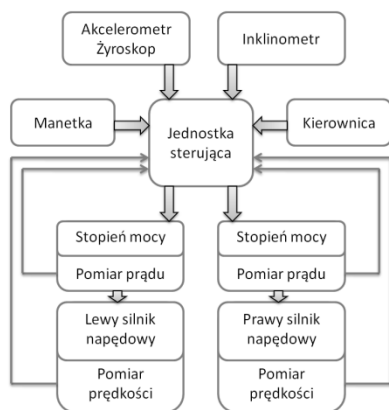 Akcelerometr
Żyroskop
Inklinometr
Manetka
Jednostka
sterująca
Kierownica
Stopień mocy
Pomiar prądu
Stopień mocy
Pomiar prądu
Lewy silnik
napędowy
Pomiar
prędkości
Prawy silnik
napędowy
Pomiar
prędkości